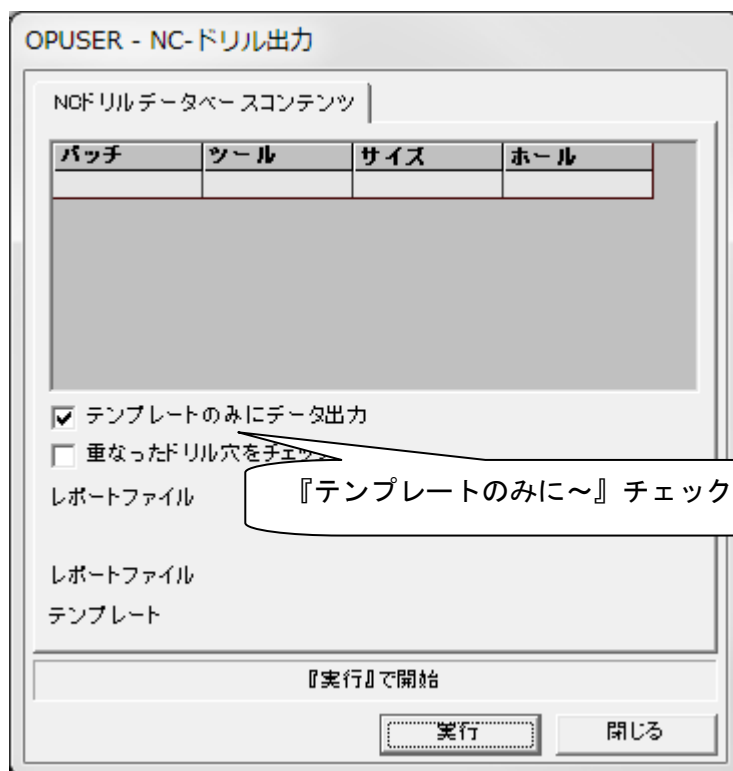 OPUSER - NC-ドリル出力
NCドリルデータベースコンテンツ
パッチ ツール サイズ ホール
テンプレートのみにデータ出力
重なったドリル穴をチェック
『テンプレートのみに~』チェック
レポートファイル
レポートファイル
テンプレート
『実行』で開始
実行 閉じる